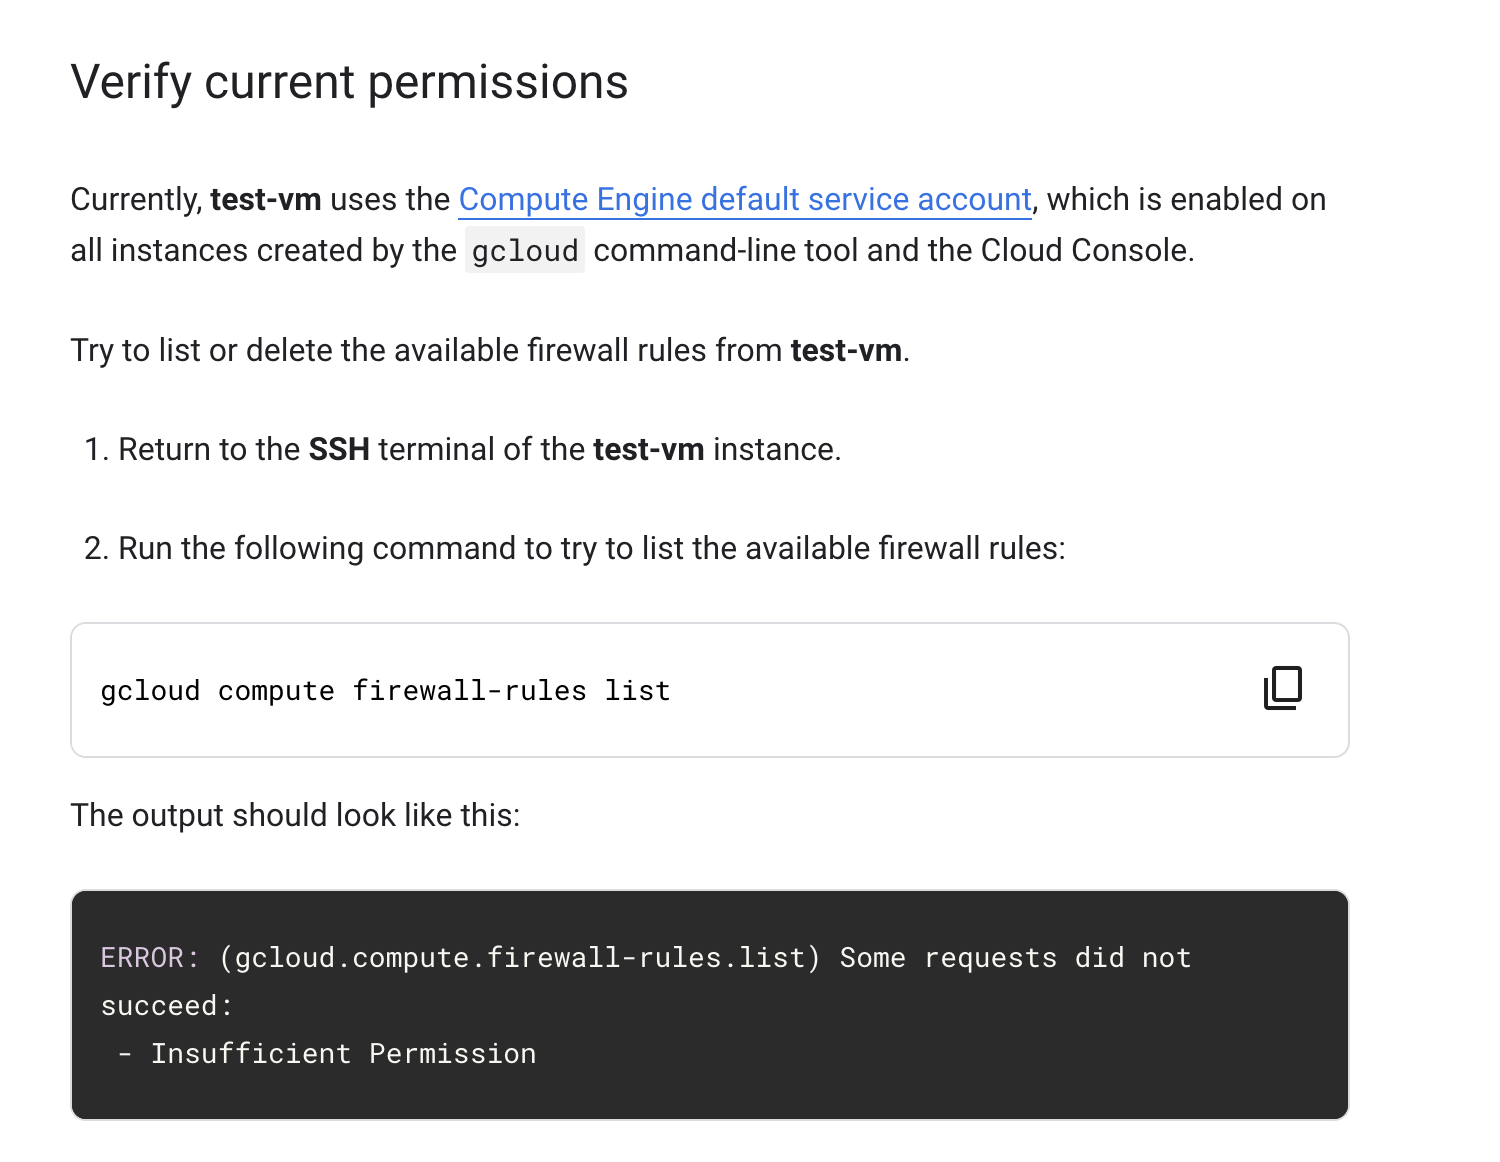 Verify current permissions
Currently, test-vm uses the Compute Engine default service account, which is enabled on
all instances created by the gcloud command-line tool and the Cloud Console.
Try to list or delete the available firewall rules from test-vm.
1. Return to the SSH terminal of the test-vm instance.
2. Run the following command to try to list the available firewall rules:
gcloud compute firewall-rules list
The output should look like this:
ERROR: (gcloud.compute.firewall-rules.list) Some requests did not
succeed:
- Insufficient Permission